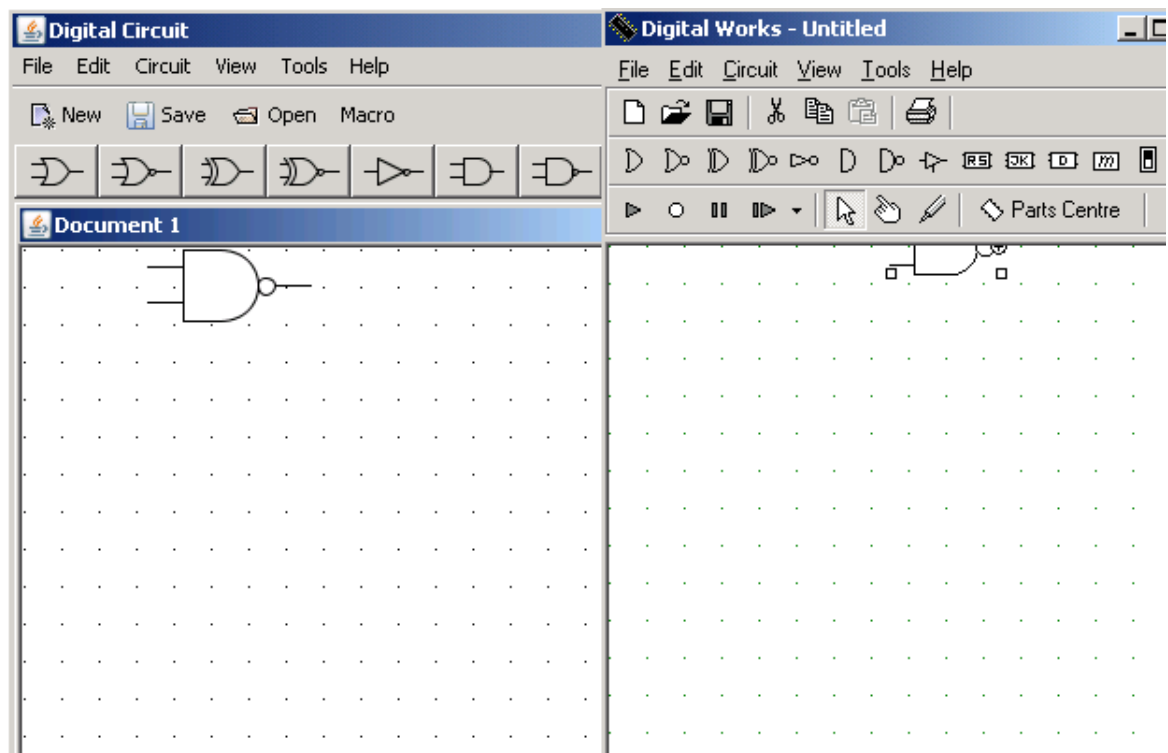 Digital Circuit
File Edit Circuit View Tools Help
New Save Open Macro
Document 1
Digital Works - Untitled
File Edit Circuit View Tools Help
RS JK D m
Parts Centre